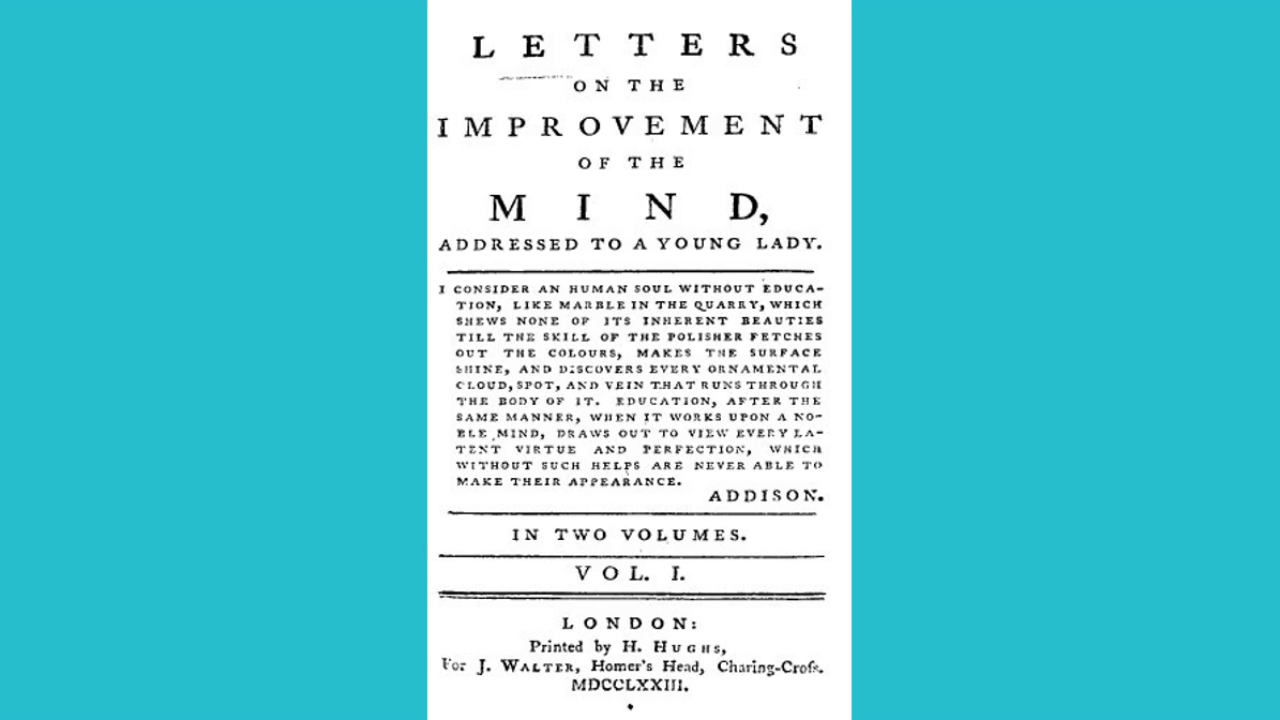 LETTERS
ON THE
IMPROVEMENT
OF THE
MIND,
ADDRESSED TO A YOUNG LADY.
I CONSIDER AN HUMAN SOUL WITHOUT EDUCA-
TION, LIKE MARBLE IN THE QUARRY, WHICH
SHEWS NONE OF ITS INHERENT BEAUTIES
TILL THE SKILL OF THE POLISHER FETCHES
OUT THE COLOURS, MAKES THE SURFACE
SHINE, AND DISCOVERS EVERY ORNAMENTAL
CLOUD, SPOT, AND VEIN THAT RUNS THROUGH
THE BODY OF IT. EDUCATION, AFTER THE
SAME MANNER, WHEN IT WORKS UPON A NO-
BLE MIND, DRAWS OUT TO VIEW EVERY LA-
TENT VIRTUE AND PERFECTION, WHICH
WITHOUT SUCH HELPS ARE NEVER ABLE TO
MAKE THEIR APPEARANCE.
ADDISON.
IN TWO VOLUMES.
VOL. I.
LONDON:
Printed by H. HUGHS,
For J. WALTER, Homer's Head, Charing-Croſs.
MDCCLXXIII.